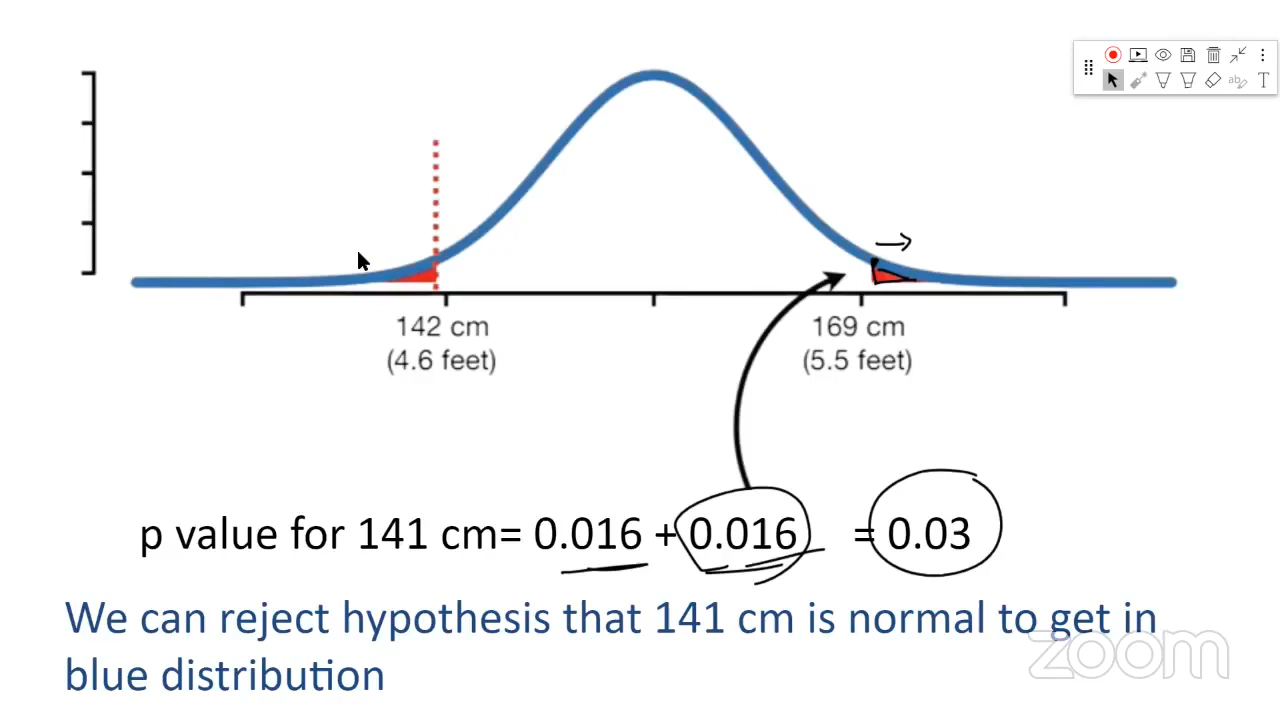 142 cm
(4.6 feet)
169 cm
(5.5 feet)
p value for 141 cm= 0.016 + 0.016 = 0.03
We can reject hypothesis that 141 cm is normal to get in
blue distribution
zoom
ab
T